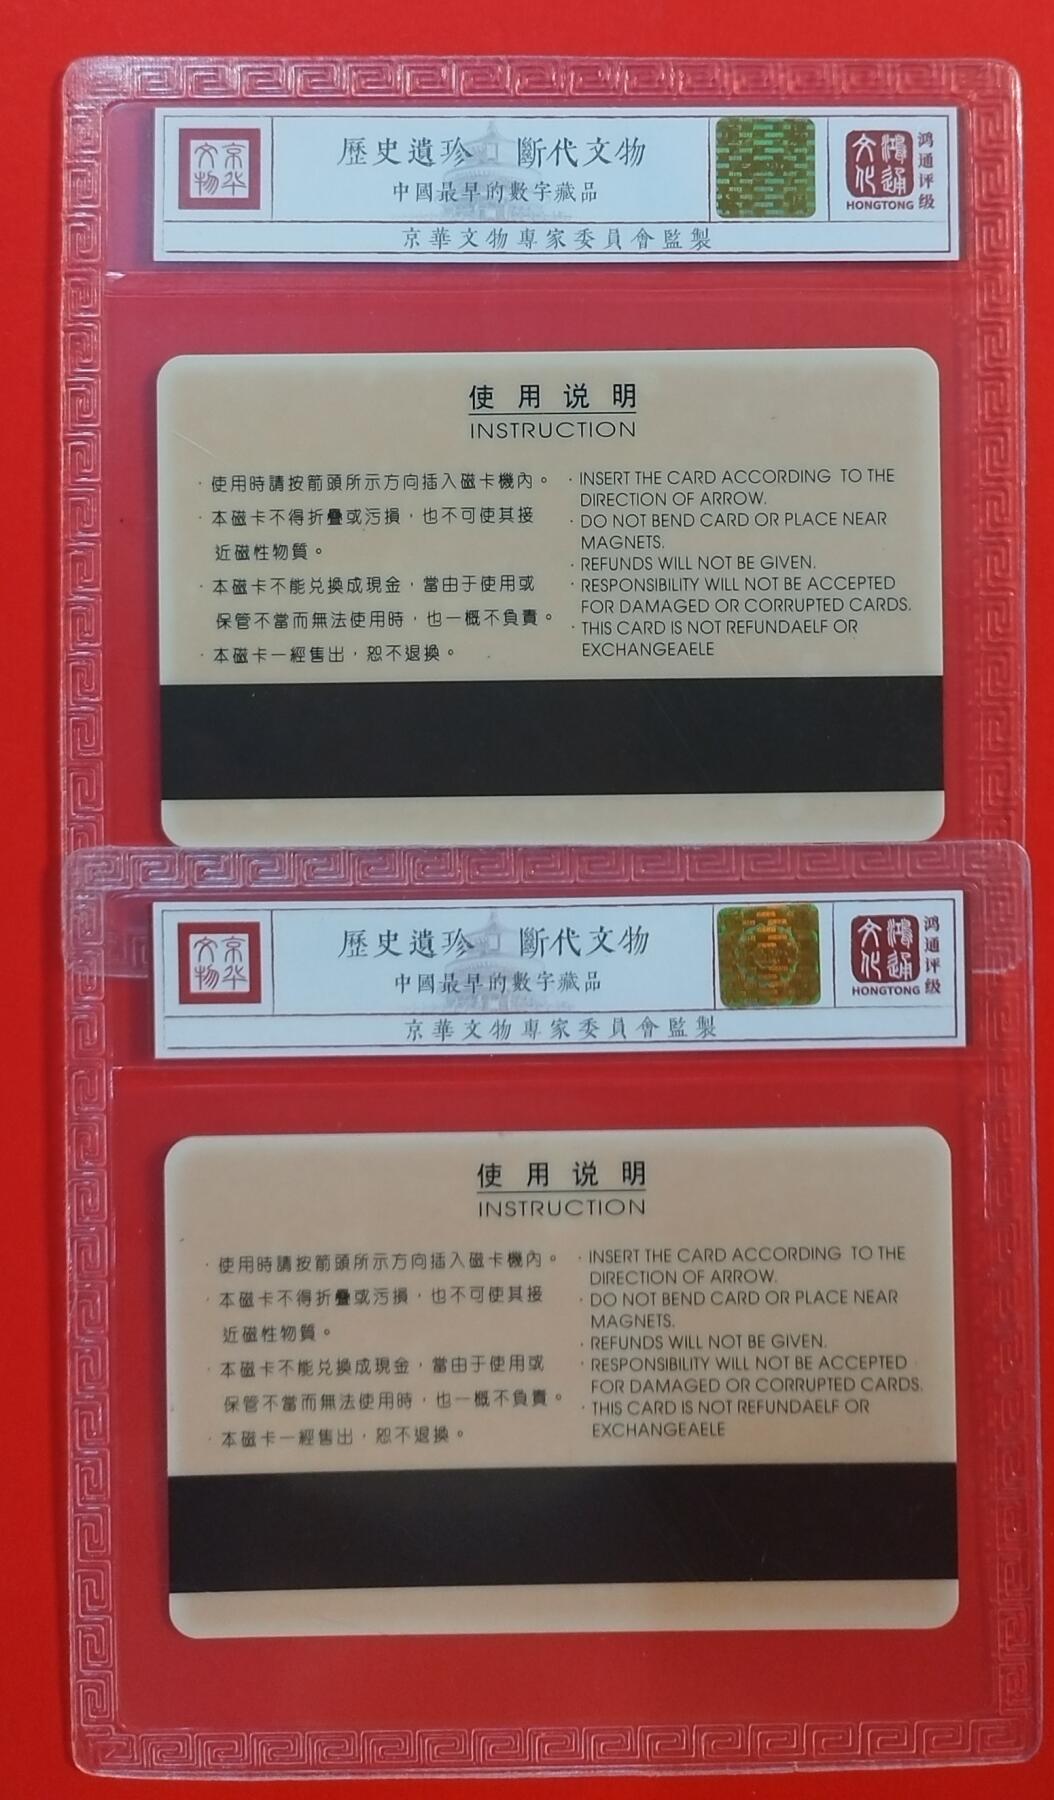 京华
文物
歷史遺珍 斷代文物
中國最早的數字藏品
京華文物專家委員會監製
鴻通
文化
HONGTONG
鸿通评级
使用说明
INSTRUCTION
·使用時請按箭頭所示方向插入磁卡機內。
·本磁卡不得折疊或污損，也不可使其接
近磁性物質。
·本磁卡不能兑換成現金，當由于使用或
保管不當而無法使用時，也一概不負責。
·本磁卡一經售出，恕不退換。
·INSERT THE CARD ACCORDING TO THE
DIRECTION OF ARROW.
·DO NOT BEND CARD OR PLACE NEAR
MAGNETS.
·REFUNDS WILL NOT BE GIVEN.
·RESPONSIBILITY WILL NOT BE ACCEPTED
FOR DAMAGED OR CORRUPTED CARDS.
·THIS CARD IS NOT REFUNDAELF OR
EXCHANGEAELE
京华
文物
歷史遺珍 斷代文物
中國最早的數字藏品
京華文物專家委員會監製
鴻通
文化
HONGTONG
鸿通评级
使用说明
INSTRUCTION
·使用時請按箭頭所示方向插入磁卡機內。
·本磁卡不得折疊或污損，也不可使其接
近磁性物質。
·本磁卡不能兑換成現金，當由于使用或
保管不當而無法使用時，也一概不負責。
·本磁卡一經售出，恕不退換。
·INSERT THE CARD ACCORDING TO THE
DIRECTION OF ARROW.
·DO NOT BEND CARD OR PLACE NEAR
MAGNETS.
·REFUNDS WILL NOT BE GIVEN.
·RESPONSIBILITY WILL NOT BE ACCEPTED
FOR DAMAGED OR CORRUPTED CARDS.
·THIS CARD IS NOT REFUNDAELF OR
EXCHANGEAELE